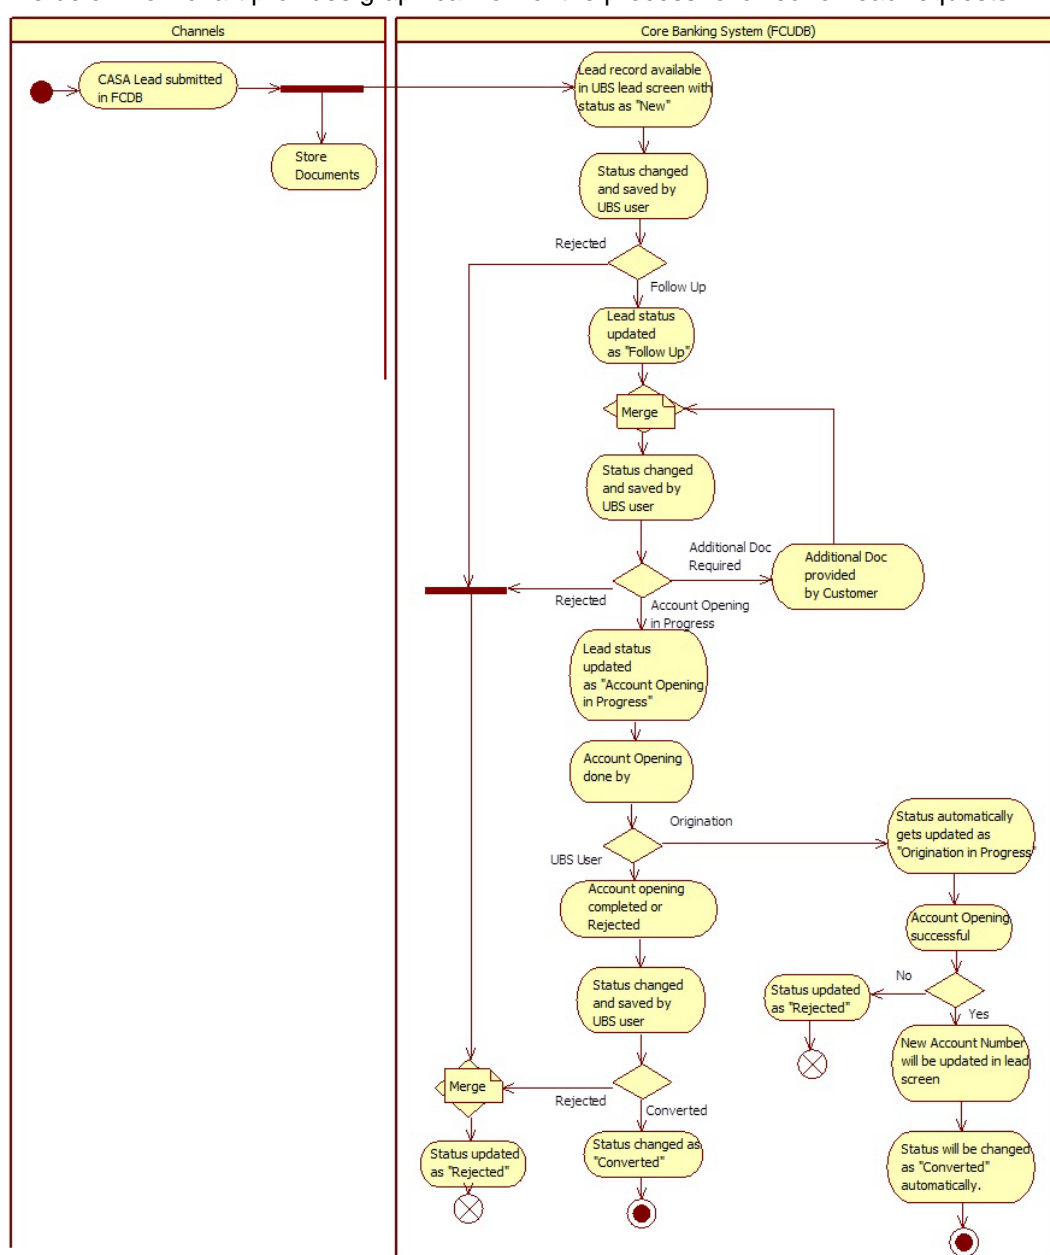 Channels
Core Banking System (FCUDB)
CASA Lead submitted
in FCDB
Lead record available
in UBS lead screen with
status as "New"
Store
Documents
Status changed
and saved by
UBS user
Rejected
Follow Up
Lead status
updated
as "Follow Up"
Merge
Status changed
and saved by
UBS user
Additional Doc
Required
Additional Doc
provided
by Customer
Rejected
Account Opening
in Progress
Lead status
updated
as "Account Opening
in Progress"
Account Opening
done by
Origination
Status automatically
gets updated as
"Origination in Progress"
UBS User
Account opening
completed or
Rejected
Account Opening
successful
Status changed
and saved by
UBS user
No
Status updated
as "Rejected"
Yes
New Account Number
will be updated in lead
screen
Merge
Rejected
Converted
Status updated
as "Rejected"
Status changed as
"Converted"
Status will be changed
as "Converted"
automatically.